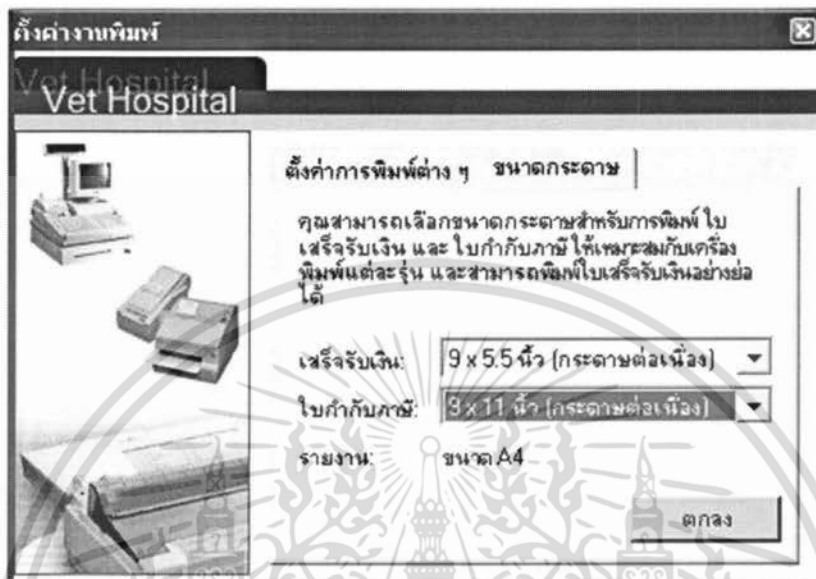 ตั้งค่างานพิมพ์
Vet Hospital
Vet Hospital
ตั้งค่าการพิมพ์ต่าง ๆ ขนาดกระดาษ
คุณสามารถเลือกขนาดกระดาษสำหรับการพิมพ์ ใบ
เสร็จรับเงิน และ ใบกำกับภาษี ให้เหมาะสมกับเครื่อง
พิมพ์แต่ละรุ่น และสามารถพิมพ์ใบเสร็จรับเงินอย่างย่อ
ได้
เสร็จรับเงิน: 9 x 5.5 นิ้ว (กระดาษต่อเนื่อง)
ใบกำกับภาษี: 9 x 11 นิ้ว (กระดาษต่อเนื่อง)
รายงาน: ขนาด A4
ตกลง